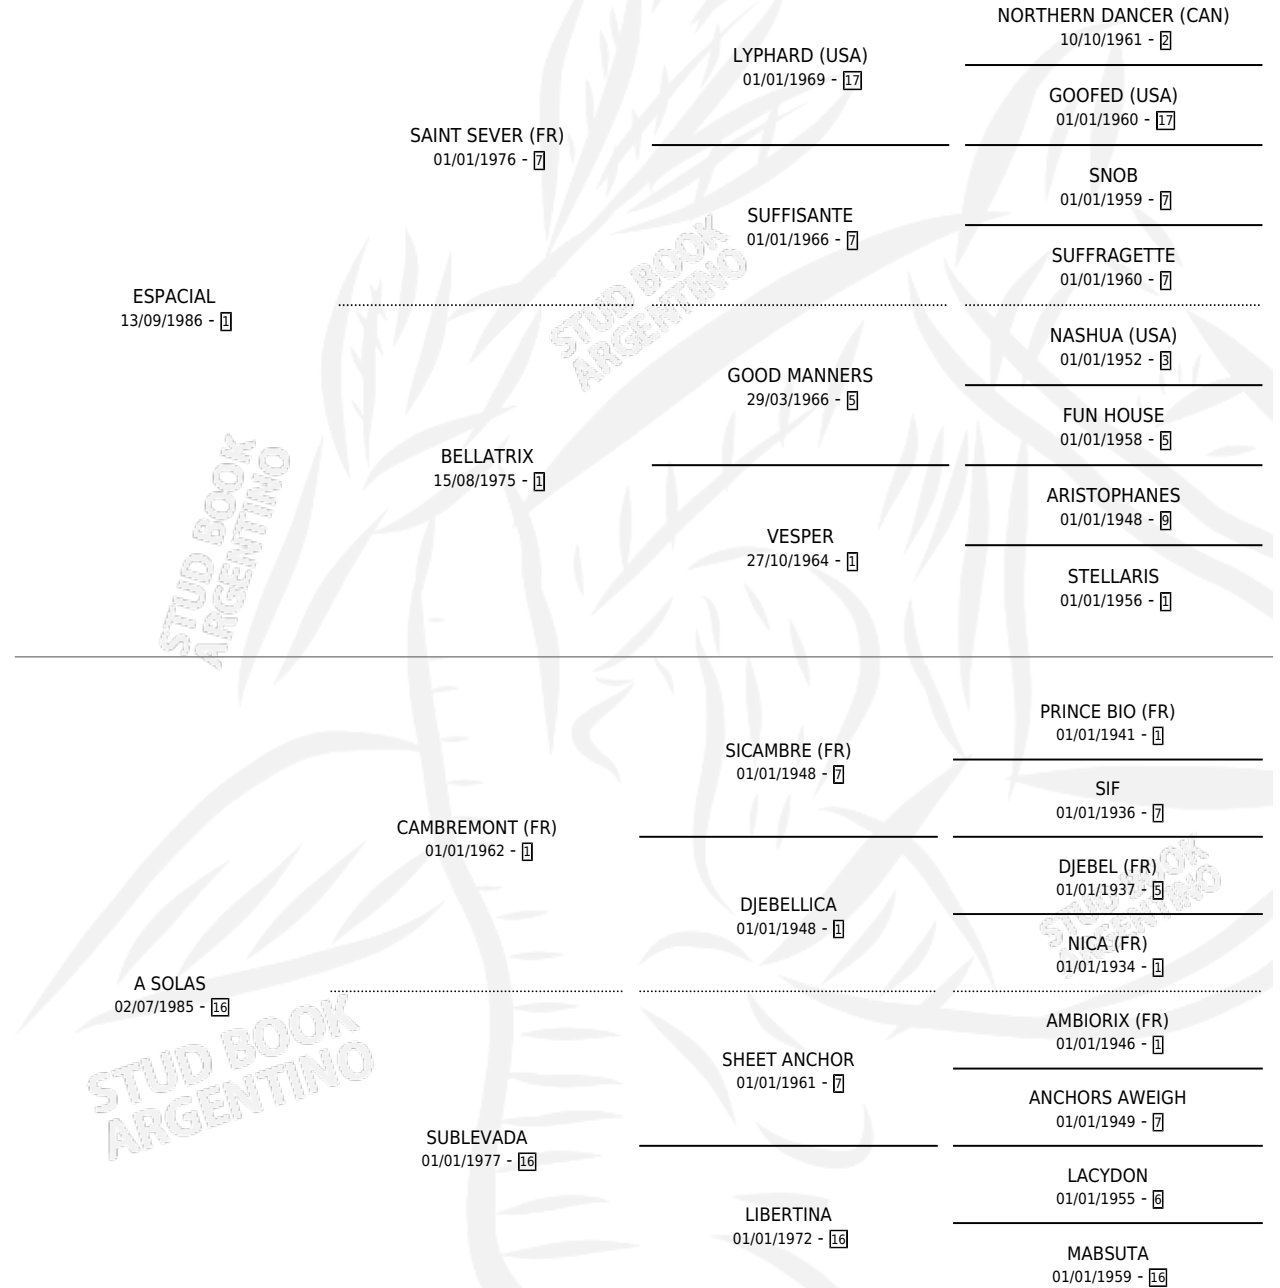 NORTHERN DANCER (CAN)
10/10/1961 - 2
LYPHARD (USA)
01/01/1969 - 17
GOOFED (USA)
01/01/1960 - 17
SAINT SEVER (FR)
01/01/1976 - 7
SNOB
01/01/1959 - 7
SUFFISANTE
01/01/1966 - 7
SUFFRAGETTE
01/01/1960 - 7
ESPACIAL
13/09/1986 - 1
NASHUA (USA)
01/01/1952 - 3
GOOD MANNERS
29/03/1966 - 5
FUN HOUSE
01/01/1958 - 5
BELLATRIX
15/08/1975 - 1
ARISTOPHANES
01/01/1948 - 9
VESPER
27/10/1964 - 1
STELLARIS
01/01/1956 - 1
STUD BOOK
ARGENTINO
STUD BOOK
ARGENTINO
PRINCE BIO (FR)
01/01/1941 - 1
SICAMBRE (FR)
01/01/1948 - 7
SIF
01/01/1936 - 7
CAMBREMONT (FR)
01/01/1962 - 1
DJEBEL (FR)
01/01/1937 - 5
DJEBELLICA
01/01/1948 - 1
NICA (FR)
01/01/1934 - 1
A SOLAS
02/07/1985 - 16
AMBIORIX (FR)
01/01/1946 - 1
SHEET ANCHOR
01/01/1961 - 7
ANCHORS AWEIGH
01/01/1949 - 7
SUBLEVADA
01/01/1977 - 16
LACYDON
01/01/1955 - 6
LIBERTINA
01/01/1972 - 16
MABSUTA
01/01/1959 - 16
STUD BOOK
ARGENTINO
STUD BOOK
ARGENTINO